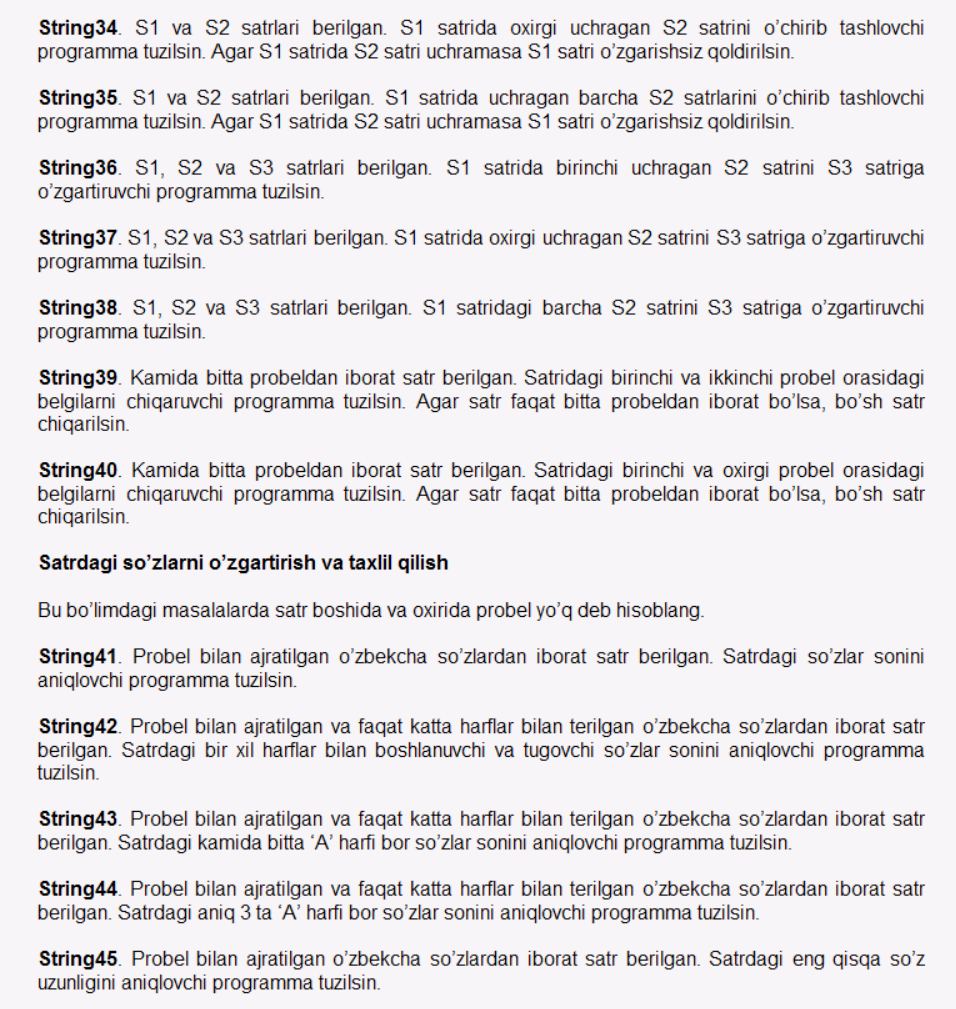 String34. S1 va S2 satrlari berilgan. S1 satrida oxirgi uchragan S2 satrini o’chirib tashlovchi
programma tuzilsin. Agar S1 satrida S2 satri uchramasa S1 satri o’zgarishsiz qoldirilsin.
String35. S1 va S2 satrlari berilgan. S1 satrida uchragan barcha S2 satrlarini o’chirib tashlovchi
programma tuzilsin. Agar S1 satrida S2 satri uchramasa S1 satri o’zgarishsiz qoldirilsin.
String36. S1, S2 va S3 satrlari berilgan. S1 satrida birinchi uchragan S2 satrini S3 satriga
o’zgartiruvchi programma tuzilsin.
String37. S1, S2 va S3 satrlari berilgan. S1 satrida oxirgi uchragan S2 satrini S3 satriga o’zgartiruvchi
programma tuzilsin.
String38. S1, S2 va S3 satrlari berilgan. S1 satridagi barcha S2 satrini S3 satriga o’zgartiruvchi
programma tuzilsin.
String39. Kamida bitta probeldan iborat satr berilgan. Satridagi birinchi va ikkinchi probel orasidagi
belgilarni chiqaruvchi programma tuzilsin. Agar satr faqat bitta probeldan iborat bo’lsa, bo’sh satr
chiqarilsin.
String40. Kamida bitta probeldan iborat satr berilgan. Satridagi birinchi va oxirgi probel orasidagi
belgilarni chiqaruvchi programma tuzilsin. Agar satr faqat bitta probeldan iborat bo’lsa, bo’sh satr
chiqarilsin.
Satrdagi so’zlarni o’zgartirish va taxlil qilish
Bu bo’limdagi masalalarda satr boshida va oxirida probel yo’q deb hisoblang.
String41. Probel bilan ajratilgan o’zbekcha so’zlardan iborat satr berilgan. Satrdagi so’zlar sonini
aniqlovchi programma tuzilsin.
String42. Probel bilan ajratilgan va faqat katta harflar bilan terilgan o’zbekcha so’zlardan iborat satr
berilgan. Satrdagi bir xil harflar bilan boshlanuvchi va tugovchi so’zlar sonini aniqlovchi programma
tuzilsin.
String43. Probel bilan ajratilgan va faqat katta harflar bilan terilgan o’zbekcha so’zlardan iborat satr
berilgan. Satrdagi kamida bitta ‘A’ harfi bor so’zlar sonini aniqlovchi programma tuzilsin.
String44. Probel bilan ajratilgan va faqat katta harflar bilan terilgan o’zbekcha so’zlardan iborat satr
berilgan. Satrdagi aniq 3 ta ‘A’ harfi bor so’zlar sonini aniqlovchi programma tuzilsin.
String45. Probel bilan ajratilgan o’zbekcha so’zlardan iborat satr berilgan. Satrdagi eng qisqa so’z
uzunligini aniqlovchi programma tuzilsin.